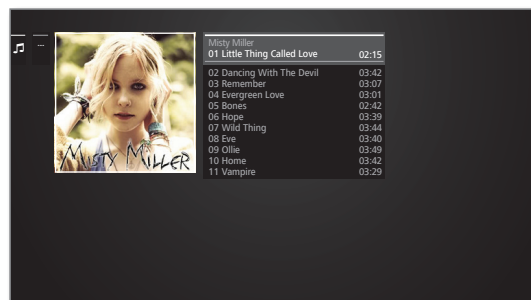 ...
MISTY MILLER
Misty Miller
01 Little Thing Called Love 02:15
02 Dancing With The Devil 03:42
03 Remember 03:07
04 Evergreen Love 03:01
05 Bones 02:42
06 Hope 03:39
07 Wild Thing 03:44
08 Eve 03:40
09 Ollie 03:49
10 Home 03:42
11 Vampire 03:29